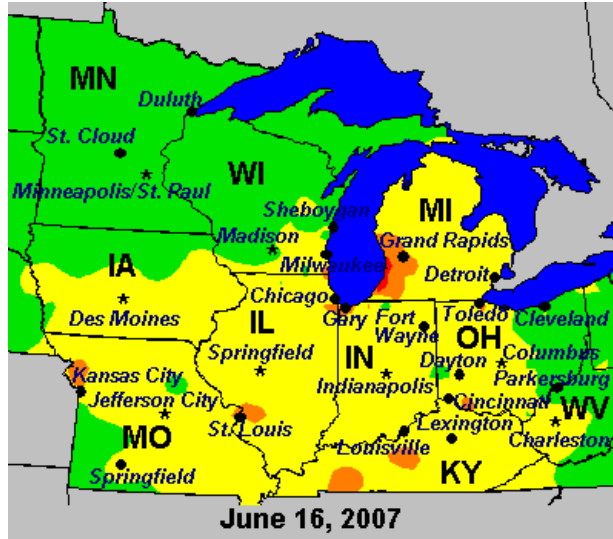 MN
Duluth
St. Cloud
Minneapolis/St. Paul
WI
Sheboygan
MI
Madison
Grand Rapids
Milwaukee
IA
Detroit
Chicago
Des Moines
Gary
Fort
Wayne
Toledo
Cleveland
IL
OH
Springfield
IN
Dayton
Columbus
Kansas City
Indianapolis
Parkersburg
Jefferson City
Cincinnati
WV
St. Louis
Lexington
MO
Louisville
Charleston
Springfield
KY
June 16, 2007